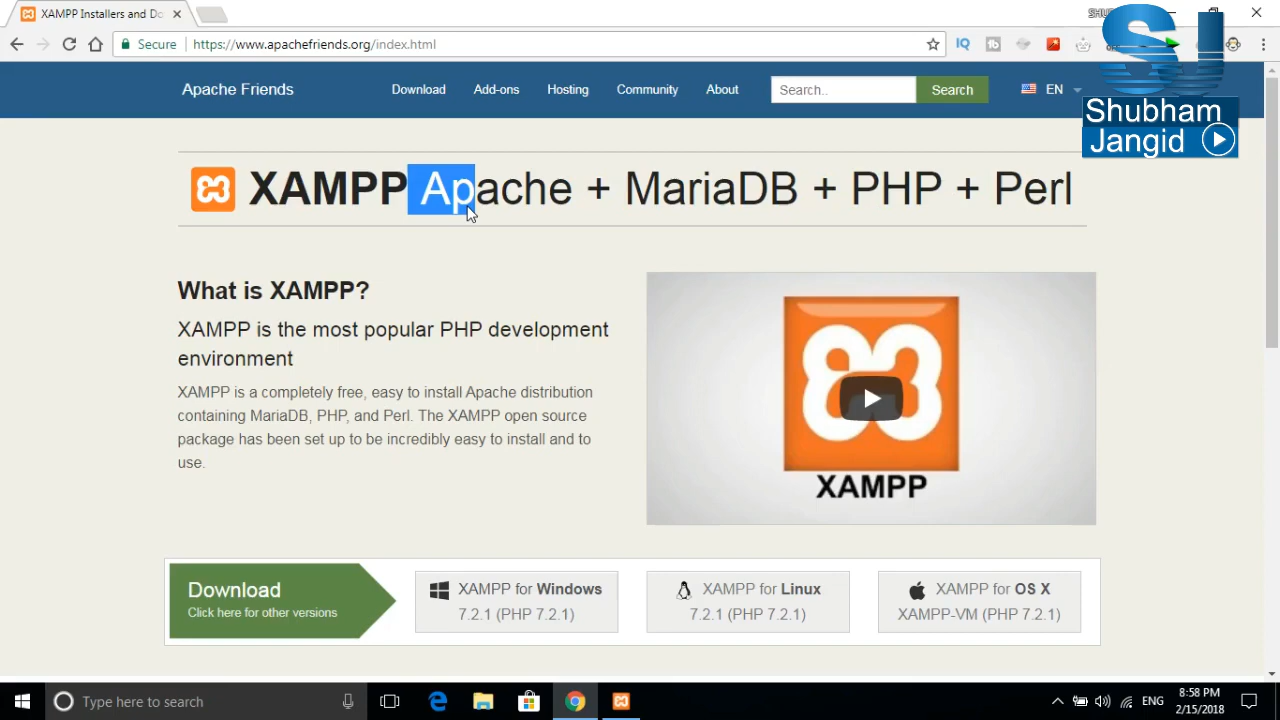 XAMPP Installers and Do
Secure
https://www.apachefriends.org/index.html
SJ
Shubham
Jangid
Apache Friends
Download
Add-ons
Hosting
Community
About
Search..
Search
EN
XAMPP Apache + MariaDB + PHP + Perl
What is XAMPP?
XAMPP is the most popular PHP development
environment
XAMPP is a completely free, easy to install Apache distribution
containing MariaDB, PHP, and Perl. The XAMPP open source
package has been set up to be incredibly easy to install and to
use.
XAMPP
Download
Click here for other versions
XAMPP for Windows
7.2.1 (PHP 7.2.1)
XAMPP for Linux
7.2.1 (PHP 7.2.1)
XAMPP for OS X
XAMPP-VM (PHP 7.2.1)
Type here to search
ENG
8:58 PM
2/15/2018